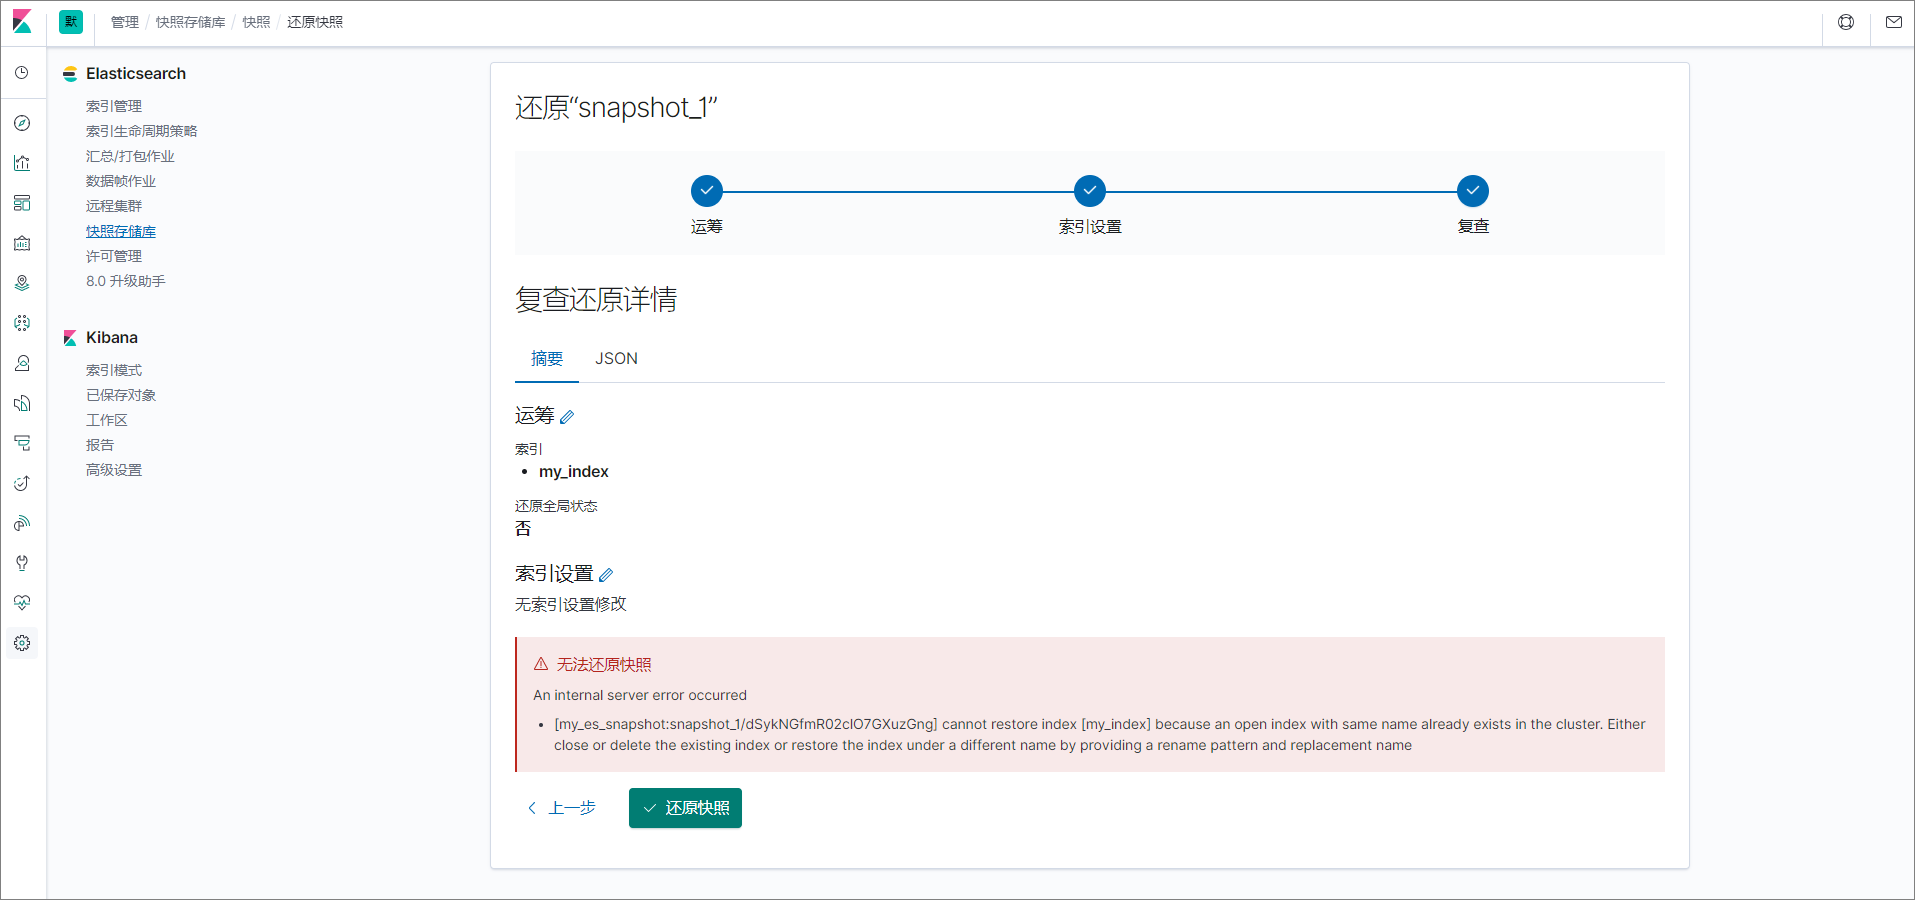 默 管理 / 快照存储库 / 快照 / 还原快照
Elasticsearch
索引管理
索引生命周期策略
汇总/打包作业
数据帧作业
远程集群
快照存储库
许可管理
8.0 升级助手
Kibana
索引模式
已保存对象
工作区
报告
高级设置
还原“snapshot_1”
运筹 索引设置 复查
复查还原详情
摘要 JSON
运筹
索引
• my_index
还原全局状态
否
索引设置
无索引设置修改
无法还原快照
An internal server error occurred
• [my_es_snapshot:snapshot_1/dSykNGfmR02clO7GXuzGng] cannot restore index [my_index] because an open index with same name already exists in the cluster. Either
close or delete the existing index or restore the index under a different name by providing a rename pattern and replacement name
上一步 还原快照